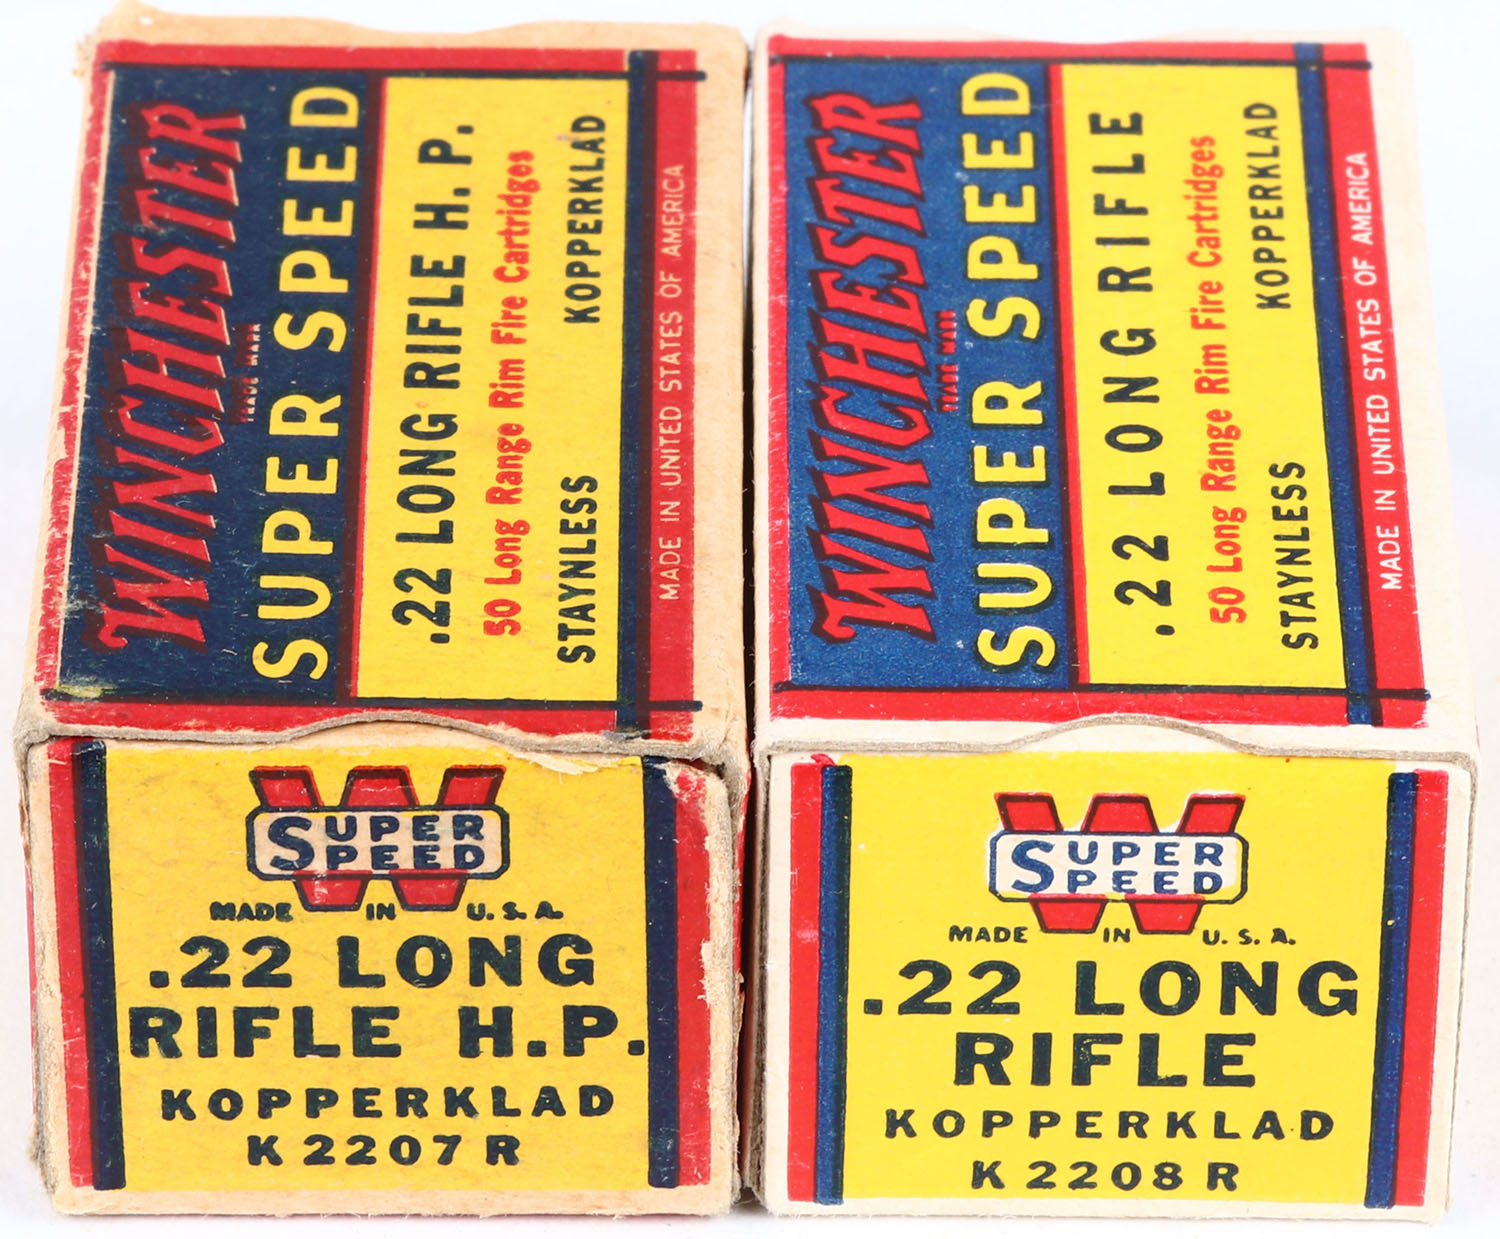 WINCHESTER
TRADE MARK
SUPER SPEED
.22 LONG RIFLE H. P.
50 Long Range Rim Fire Cartridges
STAYNLESS KOPPERKLAD
MADE IN UNITED STATES OF AMERICA
W
SUPER
SPEED
MADE IN U. S. A.
.22 LONG
RIFLE H.P.
KOPPERKLAD
K 2207 R
WINCHESTER
TRADE MARK
SUPER SPEED
.22 LONG RIFLE
50 Long Range Rim Fire Cartridges
STAYNLESS KOPPERKLAD
MADE IN UNITED STATES OF AMERICA
W
SUPER
SPEED
MADE IN U. S. A.
.22 LONG
RIFLE
KOPPERKLAD
K 2208 R